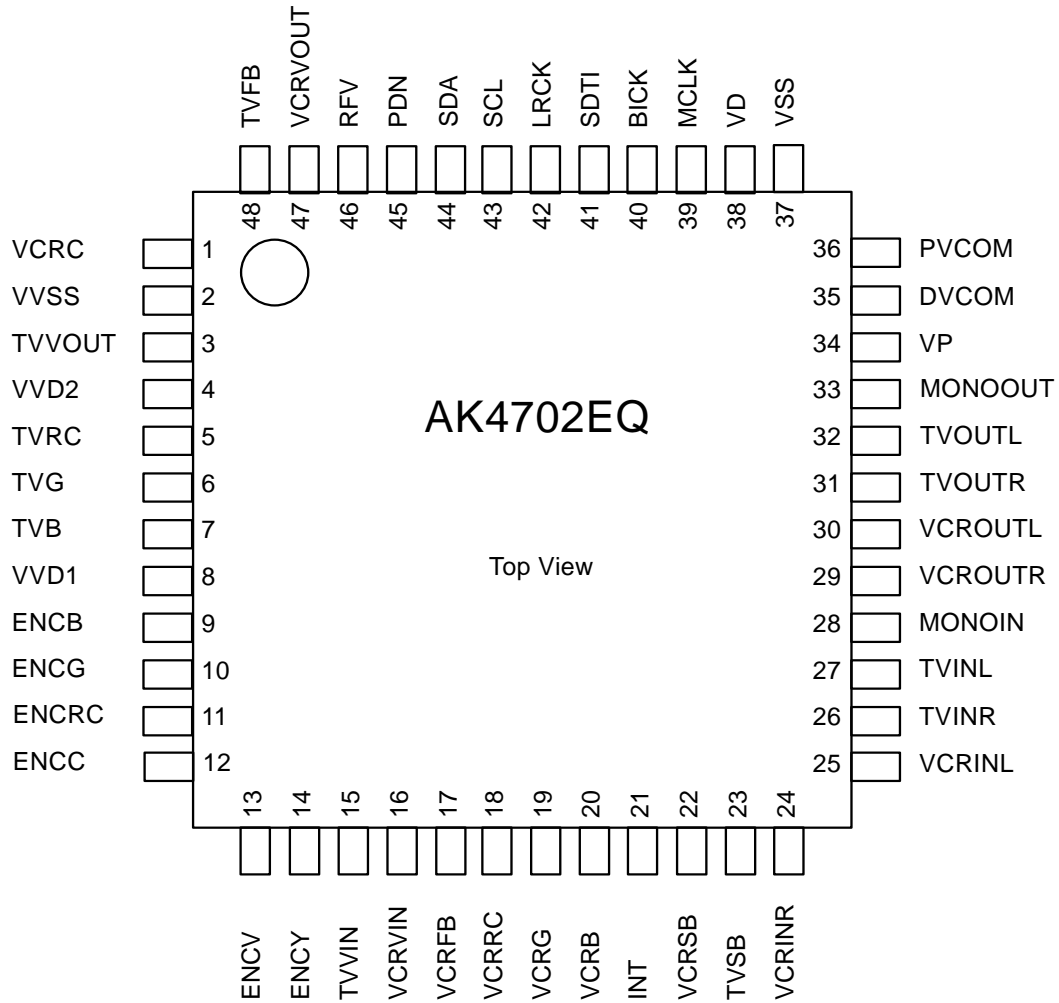 TVFB
VCRVOUT
RFV
PDN
SDA
SCL
LRCK
SDTI
BICK
MCLK
VD
VSS
48
47
46
45
44
43
42
41
40
39
38
37
VCRC 1
VVSS 2
TVVOUT 3
VVD2 4
TVRC 5
TVG 6
TVB 7
VVD1 8
ENCB 9
ENCG 10
ENCRC 11
ENCC 12
AK4702EQ
Top View
36 PVCOM
35 DVCOM
34 VP
33 MONOOUT
32 TVOUTL
31 TVOUTR
30 VCROUTL
29 VCROUTR
28 MONOIN
27 TVINL
26 TVINR
25 VCRINL
13
14
15
16
17
18
19
20
21
22
23
24
ENCV
ENCY
TVVIN
VCRVIN
VCRFB
VCRRC
VCRG
VCRB
INT
VCRSB
TVSB
VCRINR